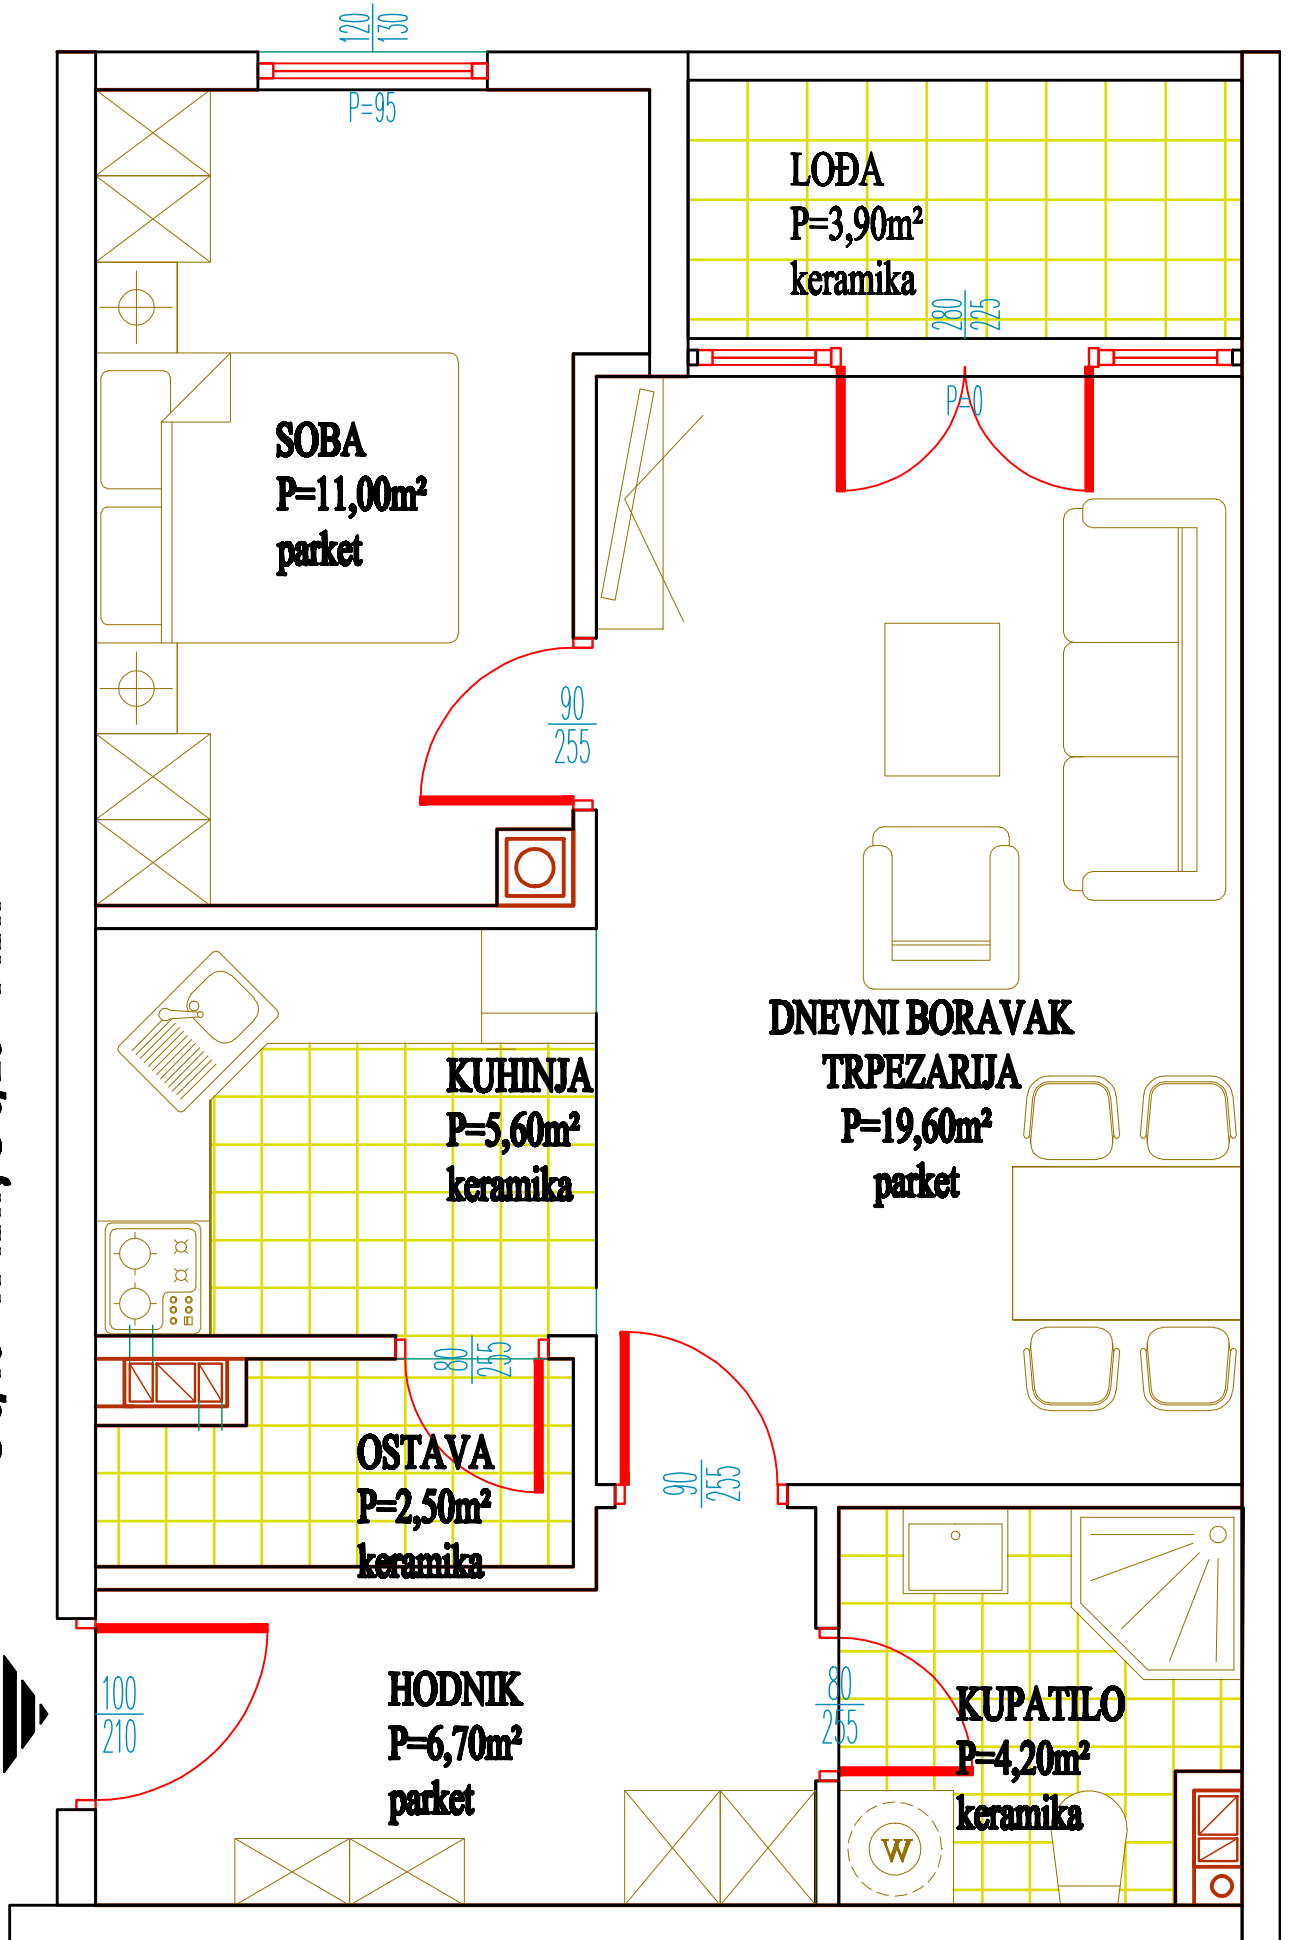 120
130
P=95
LOĐA
P=3,90m²
keramika
280
225
P=0
SOBA
P=11,00m²
parket
90
255
DNEVNI BORAVAK
TRPEZARIJA
P=19,60m²
parket
KUHINJA
P=5,60m²
keramika
80
255
OSTAVA
P=2,50m²
keramika
90
255
100
210
HODNIK
P=6,70m²
parket
80
255
KUPATILO
P=4,20m²
keramika
W